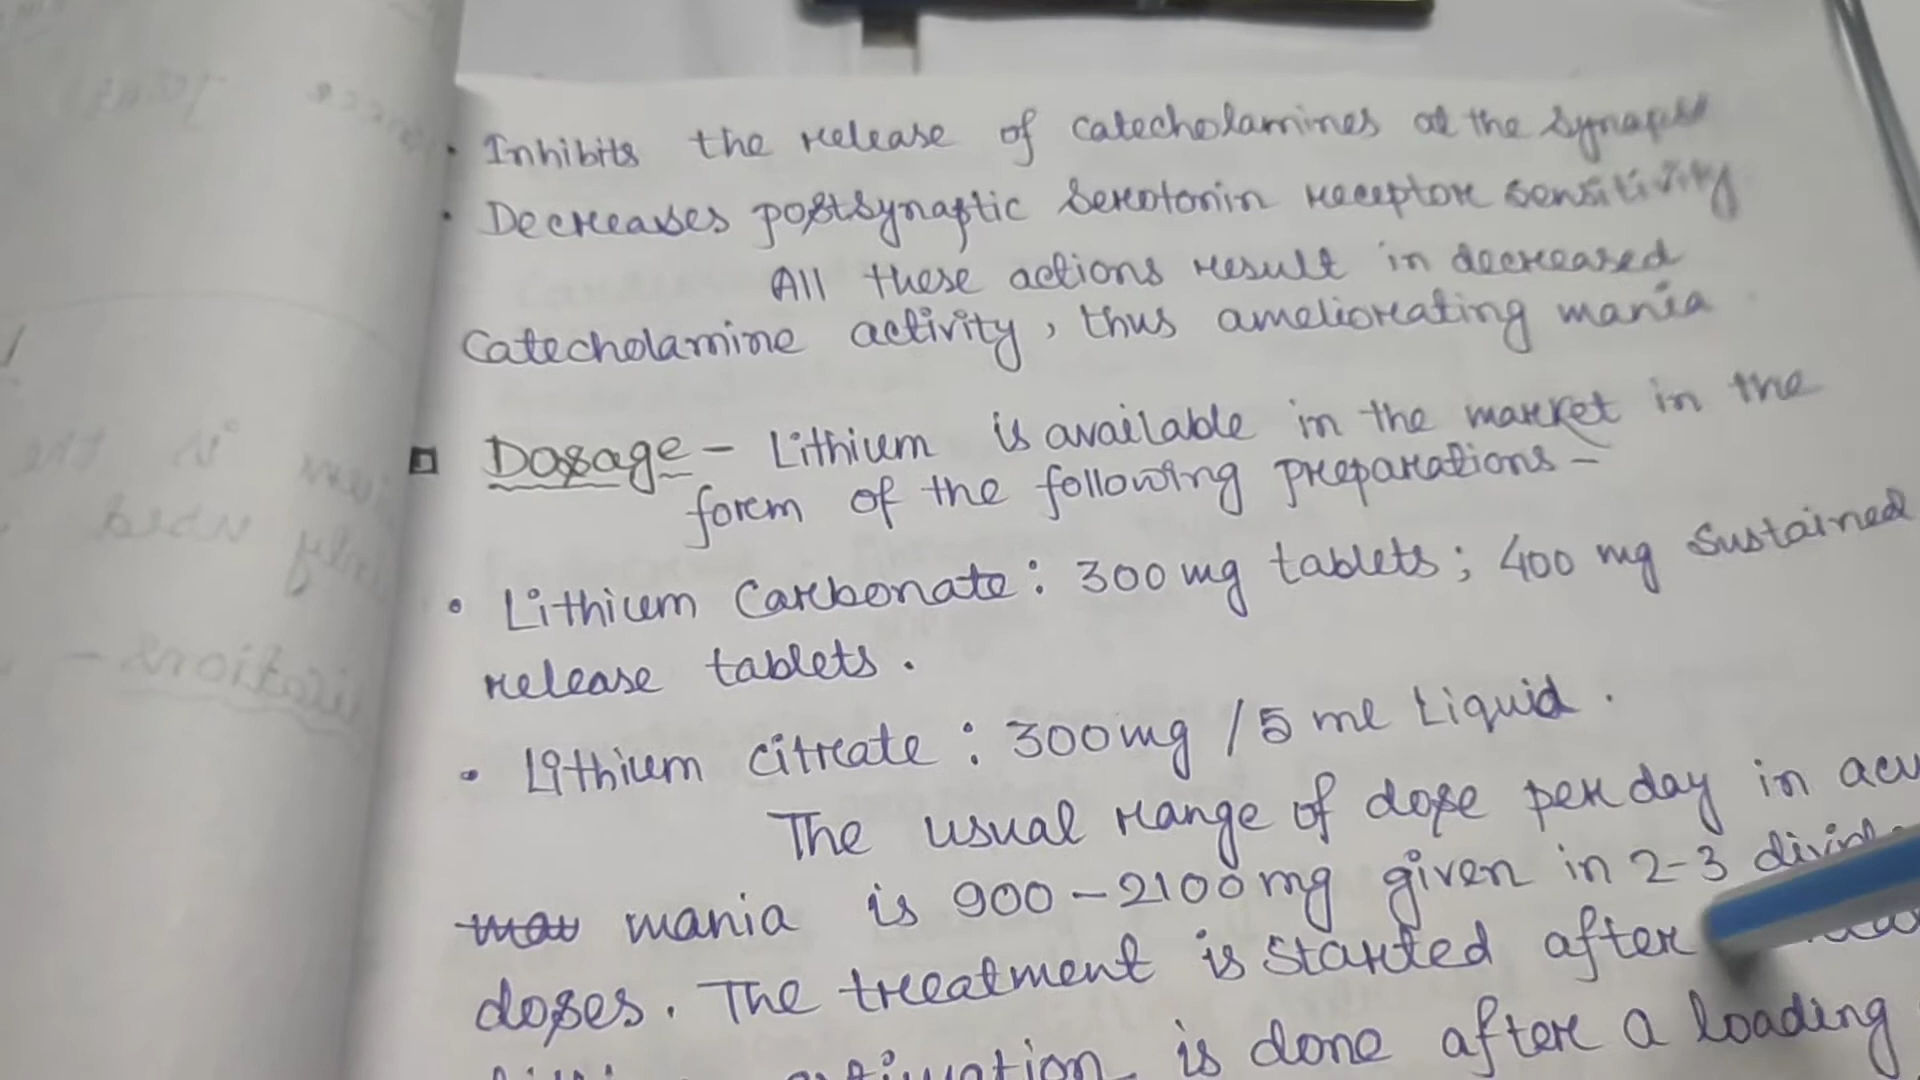 • Inhibits the release of catecholamines at the synapse
• Decreases postsynaptic serotonin receptor sensitivity
All these actions result in decreased
catecholamine activity, thus ameliorating mania
Dosage - Lithium is available in the market in the
form of the following preparations -
• Lithium Carbonate: 300 mg tablets; 400 mg sustained
release tablets.
• Lithium citrate: 300mg /5 ml Liquid.
The usual range of dose per day in acu
mania is 900-2100mg given in 2-3
doses. The treatment is started after
is done after a loading